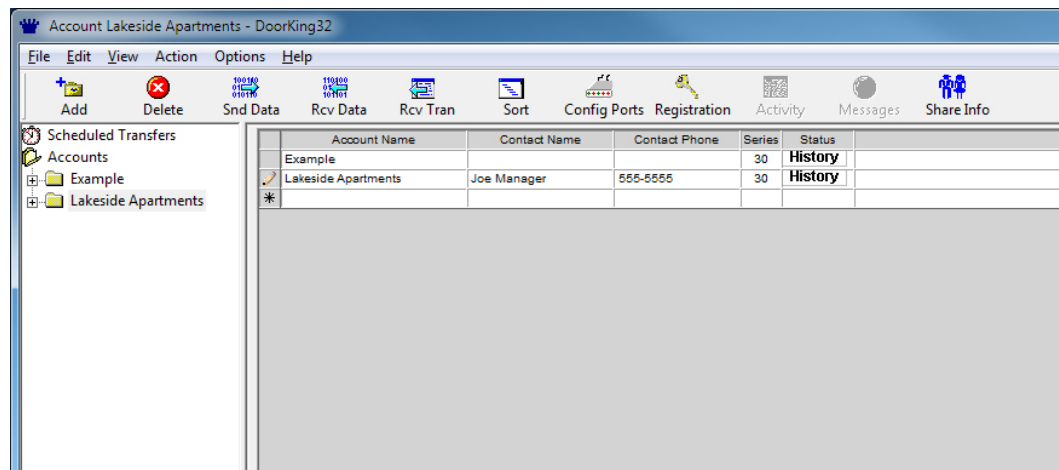 Account Lakeside Apartments - DoorKing32
File Edit View Action Options Help
Add Delete Snd Data Rcv Data Rcv Tran Sort Config Ports Registration Activity Messages Share Info
Scheduled Transfers
Accounts
Example
Lakeside Apartments
Account Name Contact Name Contact Phone Series Status
Example 30 History
Lakeside Apartments Joe Manager 555-5555 30 History